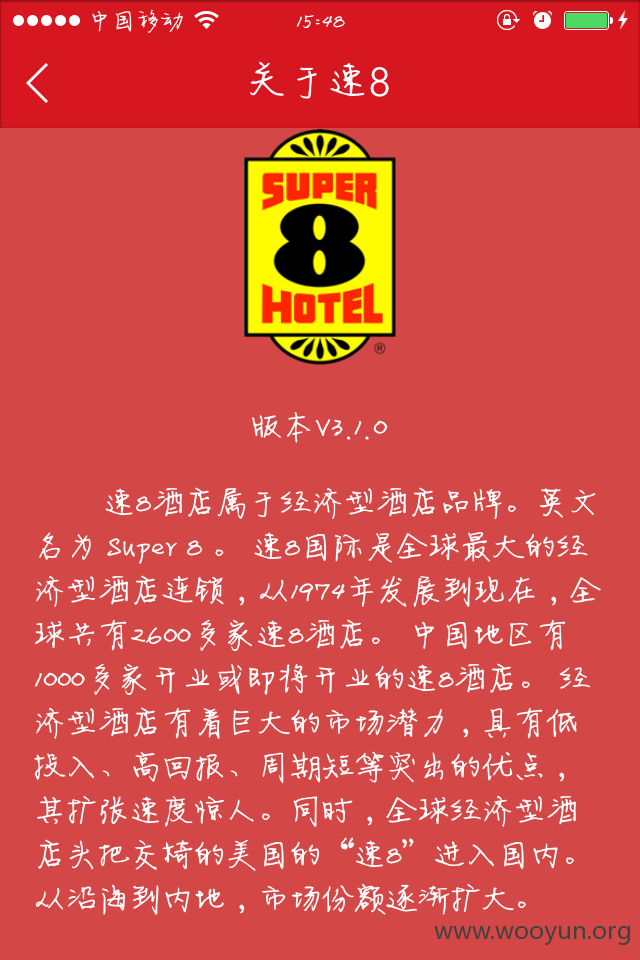 中国移动 15:48
关于速8
SUPER
8
HOTEL
®
版本V3.1.0
速8酒店属于经济型酒店品牌。英文
名为 Super 8 。 速8国际是全球最大的经
济型酒店连锁，从1974年发展到现在，全
球共有2600多家速8酒店。 中国地区有
1000多家开业或即将开业的速8酒店。 经
济型酒店有着巨大的市场潜力，具有低
投入、高回报、周期短等突出的优点，
其扩张速度惊人。同时，全球经济型酒
店头把交椅的美国的“速8”进入国内。
从沿海到内地，市场份额逐渐扩大。
www.wooyun.org